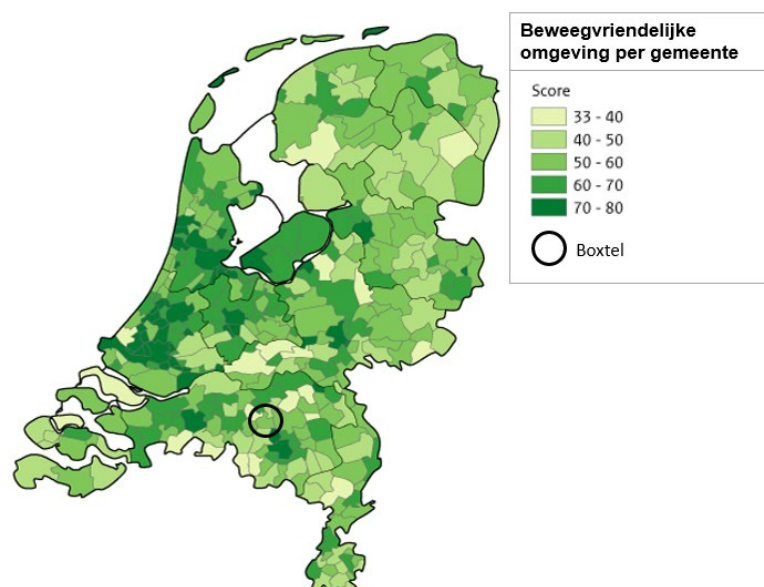 Beweegvriendelijke
omgeving per gemeente
Score
33 - 40
40 - 50
50 - 60
60 - 70
70 - 80
Boxtel